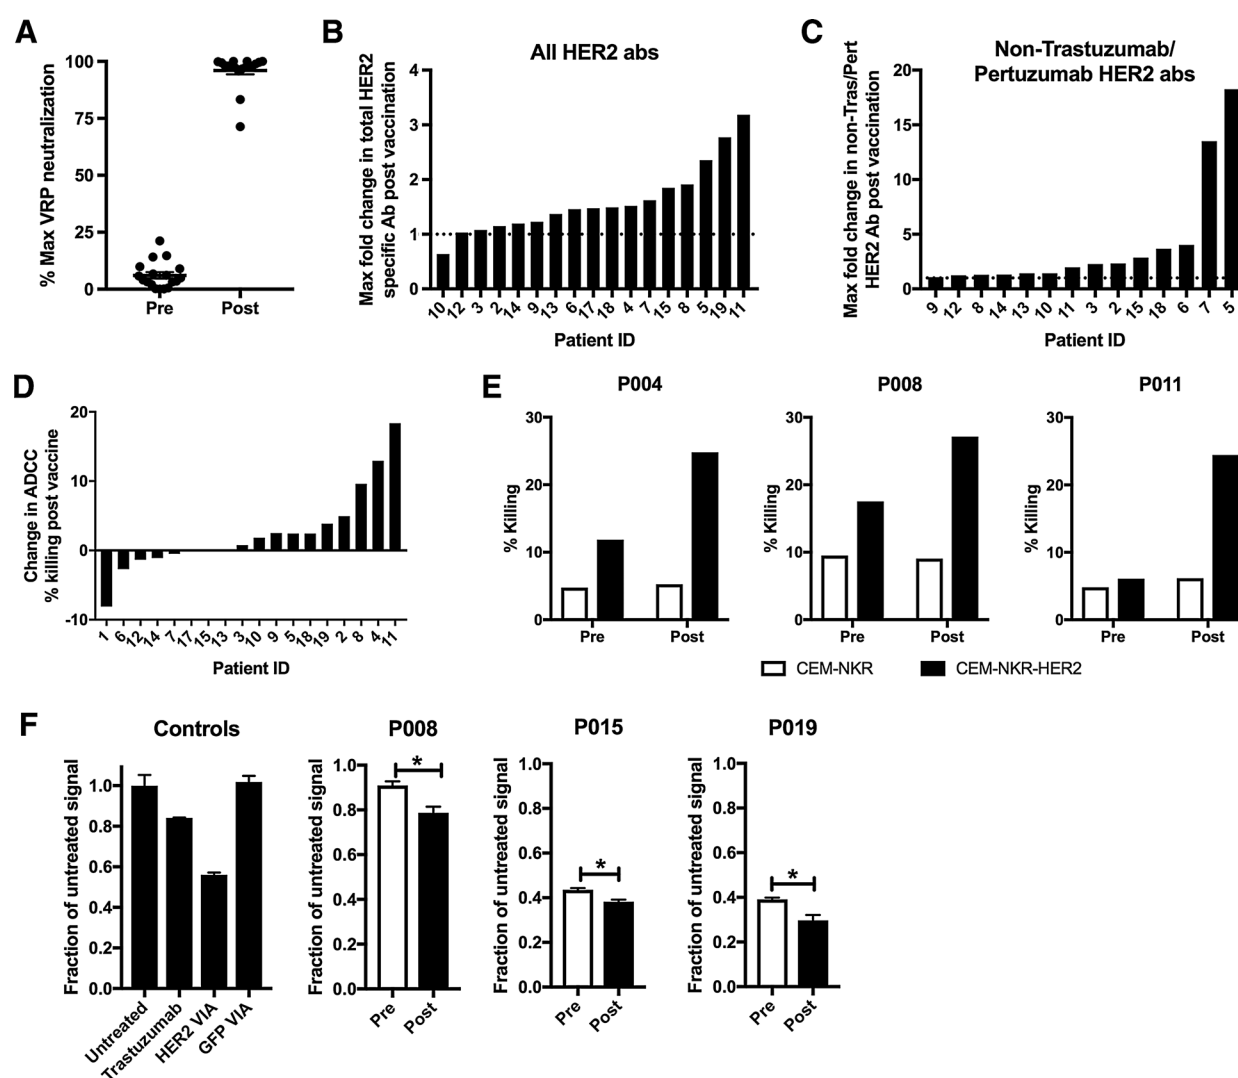 A
% Max VRP neutralization
100
75
50
25
0
Pre
Post
B
All HER2 abs
Max fold change in total HER2
specific Ab post vaccination
4
3
2
1
0
10 12 3 2 14 9 13 6 17 18 4 7 15 8 5 19 11
Patient ID
C
Non-Trastuzumab/
Pertuzumab HER2 abs
Max fold change in non-Tras/Pert
HER2 Ab post vaccination
20
15
10
5
0
9 12 8 14 13 10 11 3 2 15 18 6 7 5
Patient ID
D
Change in ADCC
% killing post vaccine
20
10
0
-10
1 6 12 14 7 17 15 13 3 10 9 5 18 19 2 8 4 11
Patient ID
E
P004
% Killing
30
20
10
0
Pre
Post
P008
% Killing
30
20
10
0
Pre
Post
P011
% Killing
30
20
10
0
Pre
Post
CEM-NKR
CEM-NKR-HER2
F
Controls
Fraction of untreated signal
1.0
0.8
0.6
0.4
0.2
0.0
Untreated
Trastuzumab
HER2 VIA
GFP VIA
P008
Fraction of untreated signal
1.0
0.8
0.6
0.4
0.2
0.0
*
Pre
Post
P015
Fraction of untreated signal
1.0
0.8
0.6
0.4
0.2
0.0
*
Pre
Post
P019
Fraction of untreated signal
1.0
0.8
0.6
0.4
0.2
0.0
*
Pre
Post